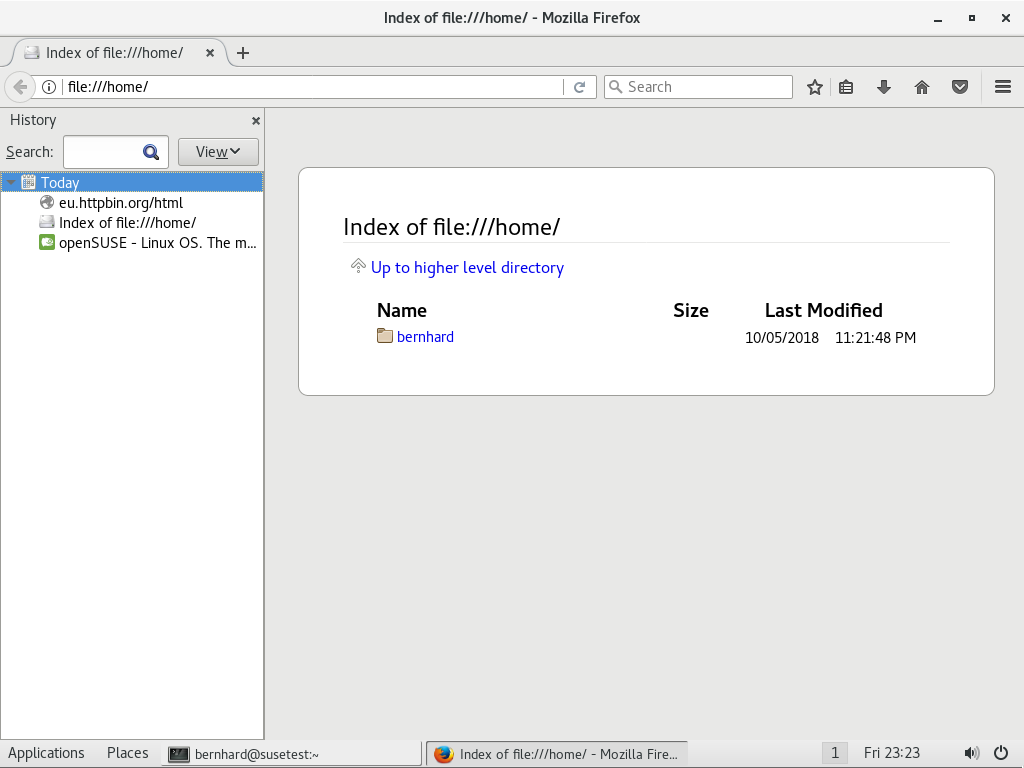 Index of file:///home/ - Mozilla Firefox
Index of file:///home/
file:///home/
Search
History
Search:
View
Today
eu.httpbin.org/html
Index of file:///home/
openSUSE - Linux OS. The m...
Index of file:///home/
Up to higher level directory
Name Size Last Modified
bernhard 10/05/2018 11:21:48 PM
Applications Places bernhard@susetest:~ Index of file:///home/ - Mozilla Fire... 1 Fri 23:23